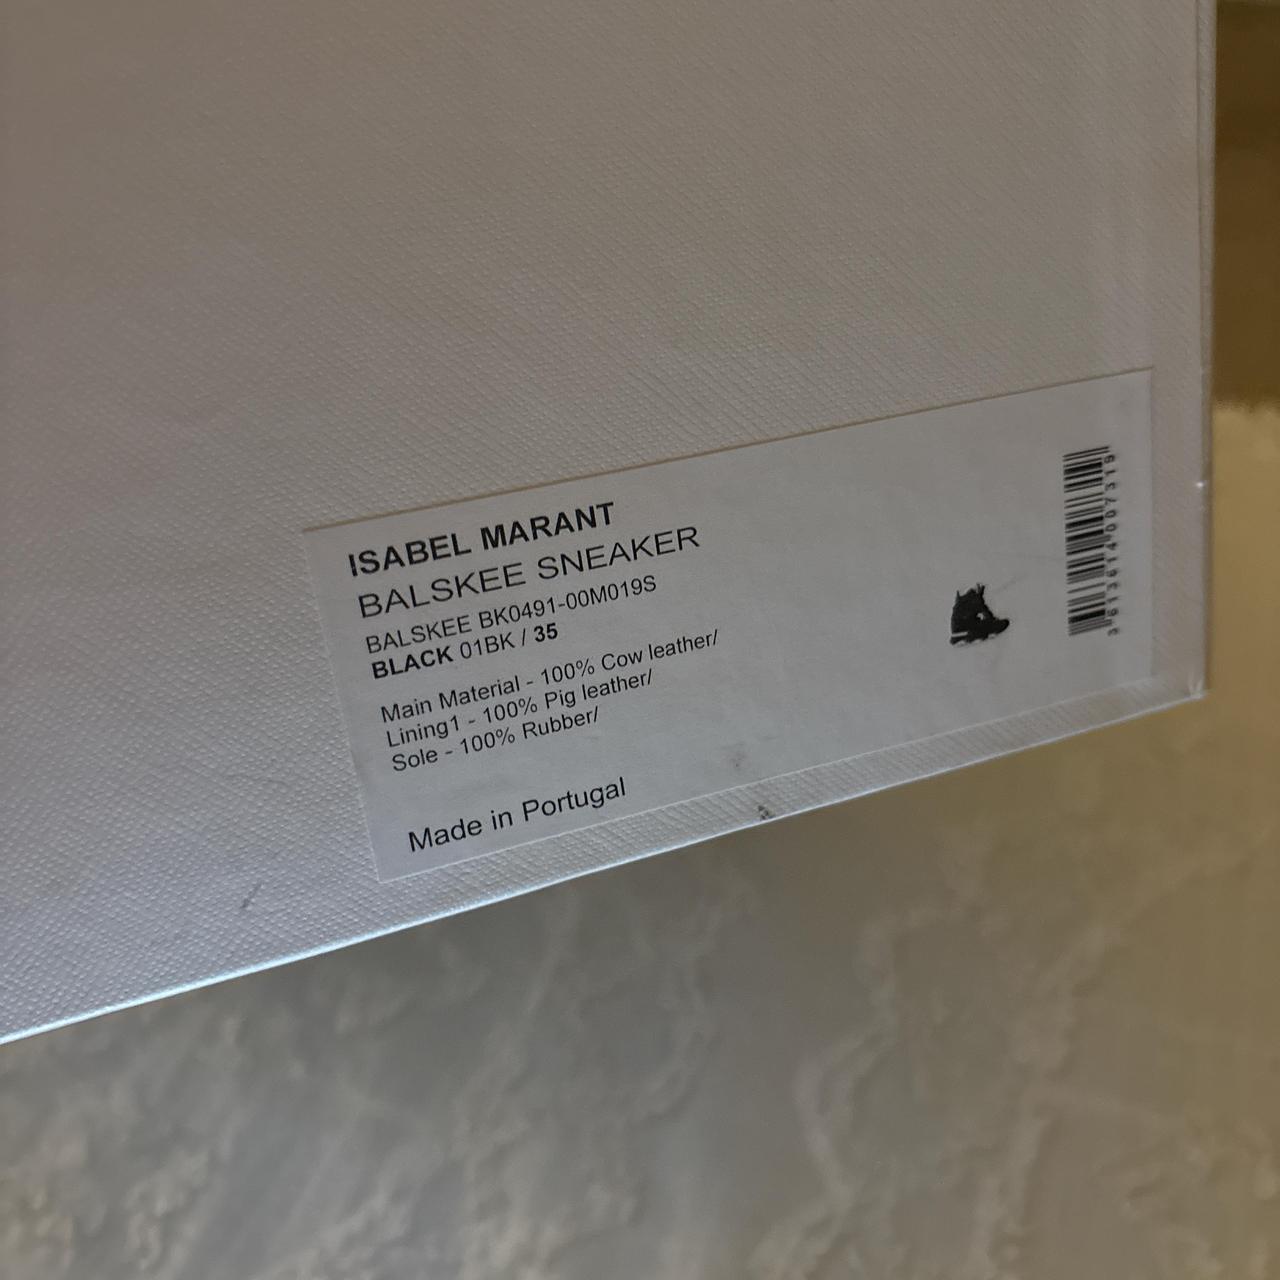 ISABEL MARANT
BALSKEE SNEAKER
BALSKEE BK0491-00M019S
BLACK 01BK / 35
Main Material - 100% Cow leather/
Lining1 - 100% Pig leather/
Sole - 100% Rubber/
Made in Portugal
3613614007319